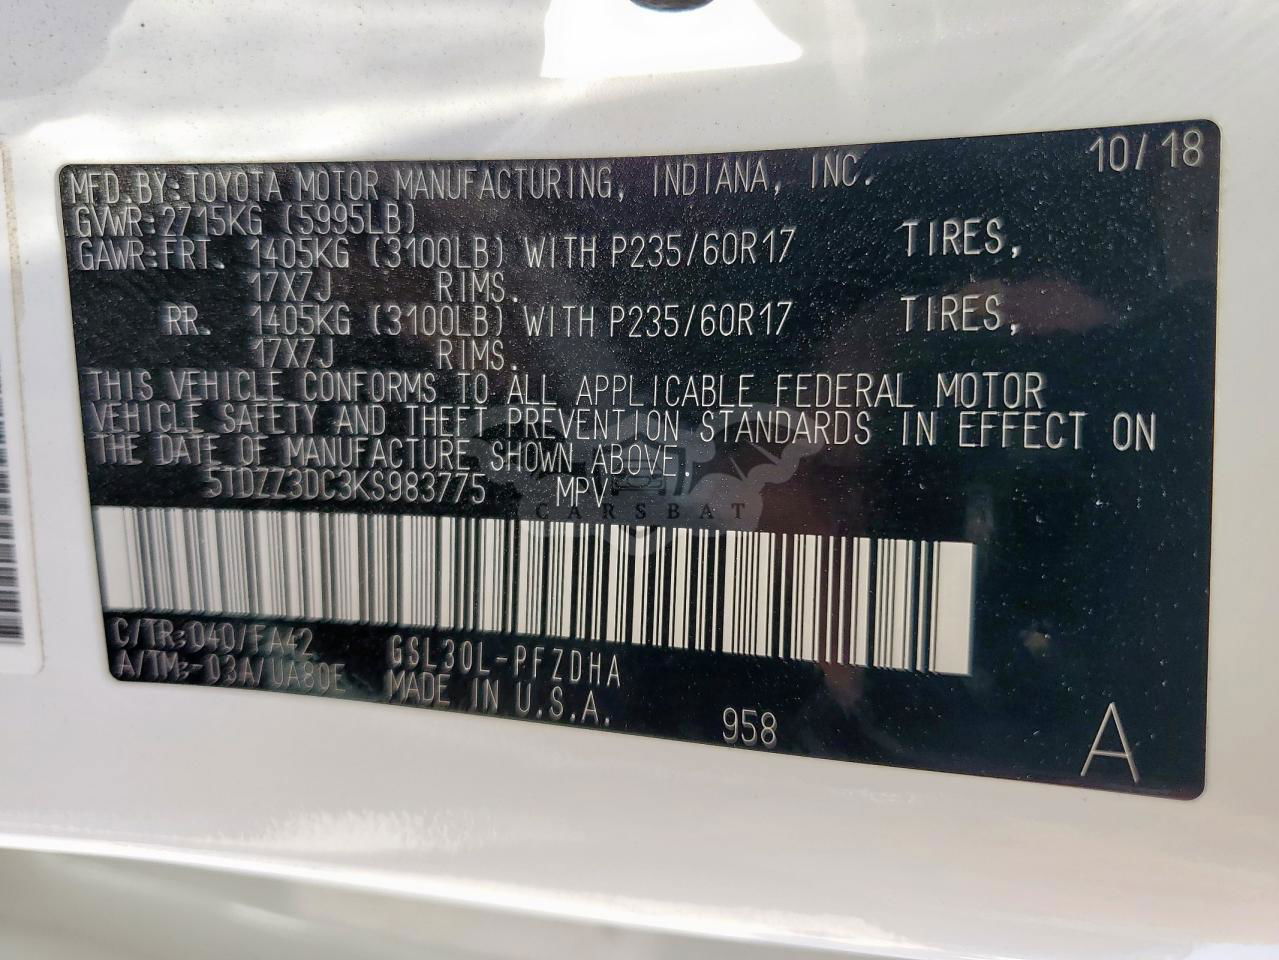 10/18
MFD.BY:TOYOTA MOTOR MANUFACTURING, INDIANA, INC.
GVWR:2715KG (5995LB)
GAWR:FRT. 1405KG (3100LB) WITH P235/60R17 TIRES,
17X7J RIMS.
RR. 1405KG (3100LB) WITH P235/60R17 TIRES,
17X7J RIMS.
THIS VEHICLE CONFORMS TO ALL APPLICABLE FEDERAL MOTOR
VEHICLE SAFETY AND THEFT PREVENTION STANDARDS IN EFFECT ON
THE DATE OF MANUFACTURE SHOWN ABOVE.
5TDZZ3DC3KS983775 MPV
CARSBAT
C/TR:040/FA42 GSL30L-PFZDHA
A/TM:-03A/UA80E MADE IN U.S.A.
958
A